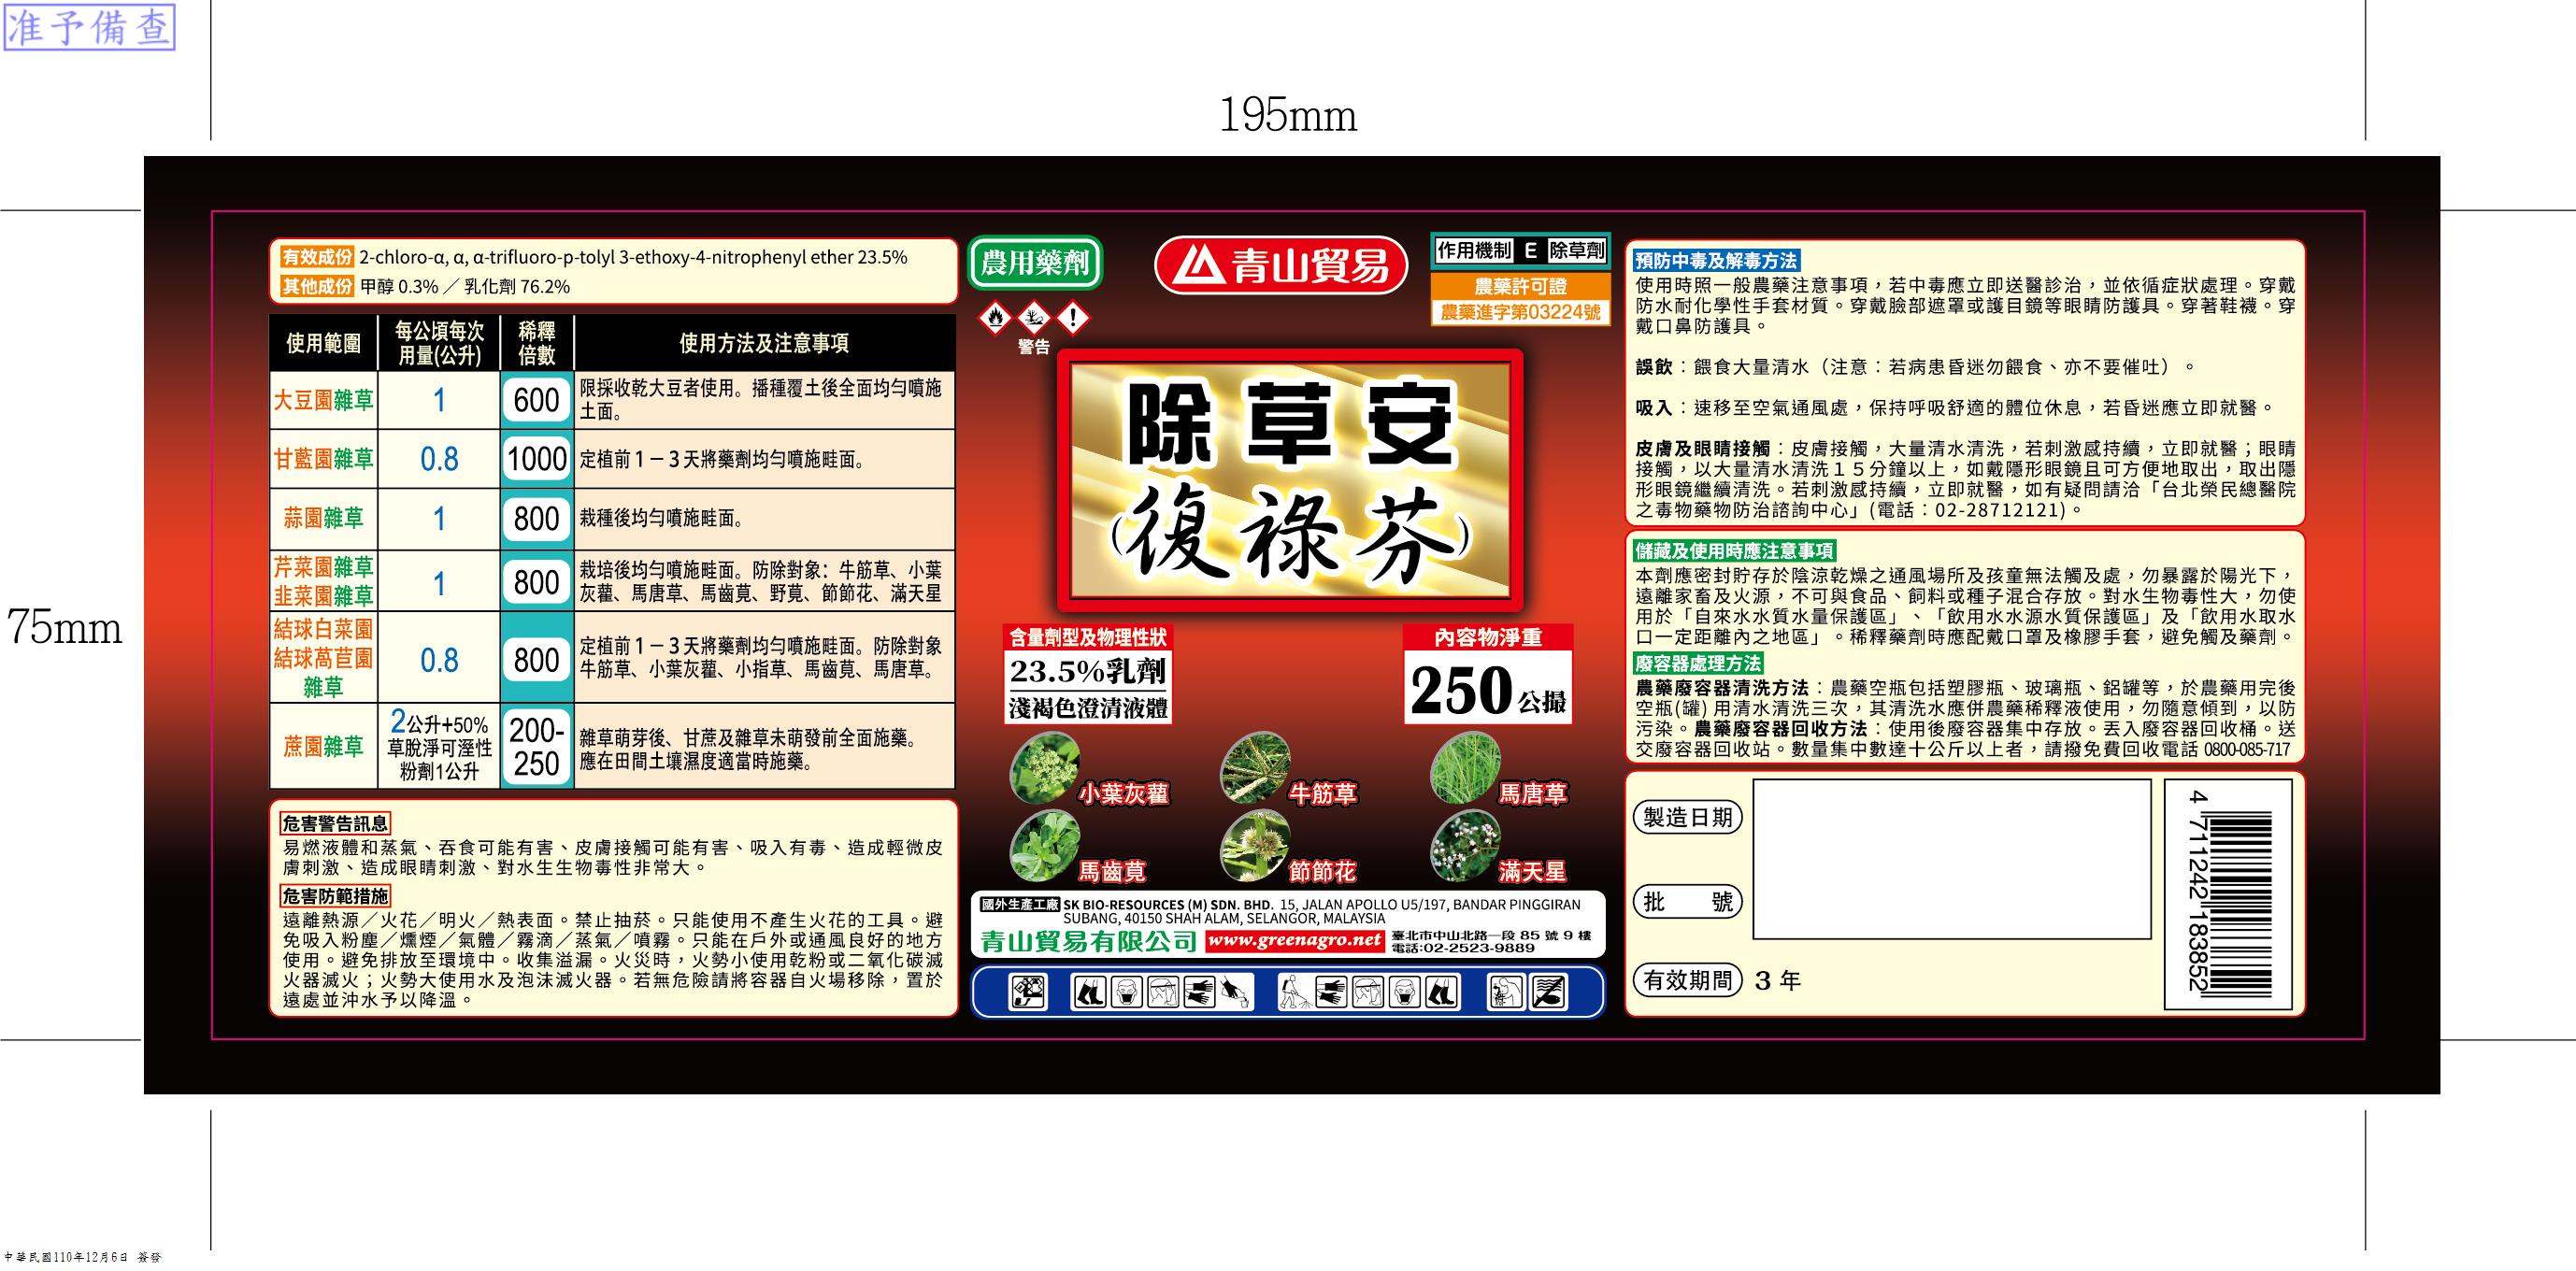 准予備查
195mm
75mm
有效成份 2-chloro-α, α, α-trifluoro-p-tolyl 3-ethoxy-4-nitrophenyl ether 23.5%
其他成份 甲醇 0.3% ／ 乳化劑 76.2%
使用範圍 每公頃每次用量(公升) 稀釋倍數 使用方法及注意事項
大豆園雜草 1 600 限採收乾大豆者使用。播種覆土後全面均勻噴施
土面。
甘藍園雜草 0.8 1000 定植前１－３天將藥劑均勻噴施畦面。
蒜園雜草 1 800 栽種後均勻噴施畦面。
芹菜園雜草
韭菜園雜草 1 800 栽培後均勻噴施畦面。防除對象：牛筋草、小葉
灰藋、馬唐草、馬齒莧、野莧、節節花、滿天星
結球白菜園
結球萵苣園
雜草 0.8 800 定植前１－３天將藥劑均勻噴施畦面。防除對象
牛筋草、小葉灰藋、小指草、馬齒莧、馬唐草。
蔗園雜草 2公升+50%
草脫淨可溼性
粉劑1公升 200-
250 雜草萌芽後、甘蔗及雜草未萌發前全面施藥。
應在田間土壤濕度適當時施藥。
危害警告訊息
易燃液體和蒸氣、吞食可能有害、皮膚接觸可能有害、吸入有毒、造成輕微皮
膚刺激、造成眼睛刺激、對水生生物毒性非常大。
危害防範措施
遠離熱源／火花／明火／熱表面。禁止抽菸。只能使用不產生火花的工具。避
免吸入粉塵／燻煙／氣體／霧滴／蒸氣／噴霧。只能在戶外或通風良好的地方
使用。避免排放至環境中。收集溢漏。火災時，火勢小使用乾粉或二氧化碳滅
火器滅火；火勢大使用水及泡沫滅火器。若無危險請將容器自火場移除，置於
遠處並沖水予以降溫。
農用藥劑
青山貿易
作用機制 E 除草劑
農藥許可證
農藥進字第03224號
警告
除草安
(復祿芬)
含量劑型及物理性狀
23.5%乳劑
淺褐色澄清液體
內容物淨重
250公撮
小葉灰藋
牛筋草
馬唐草
馬齒莧
節節花
滿天星
國外生產工廠 SK BIO-RESOURCES (M) SDN. BHD. 15, JALAN APOLLO U5/197, BANDAR PINGGIRAN
SUBANG, 40150 SHAH ALAM, SELANGOR, MALAYSIA
青山貿易有限公司 www.greenagro.net 臺北市中山北路一段 85 號 9 樓
電話:02-2523-9889
預防中毒及解毒方法
使用時照一般農藥注意事項，若中毒應立即送醫診治，並依循症狀處理。穿戴
防水耐化學性手套材質。穿戴臉部遮罩或護目鏡等眼睛防護具。穿著鞋襪。穿
戴口鼻防護具。
誤飲：餵食大量清水（注意：若病患昏迷勿餵食、亦不要催吐）。
吸入：速移至空氣通風處，保持呼吸舒適的體位休息，若昏迷應立即就醫。
皮膚及眼睛接觸：皮膚接觸，大量清水清洗，若刺激感持續，立即就醫；眼睛
接觸，以大量清水清洗１５分鐘以上，如戴隱形眼鏡且可方便地取出，取出隱
形眼鏡繼續清洗。若刺激感持續，立即就醫，如有疑問請洽「台北榮民總醫院
之毒物藥物防治諮詢中心」(電話：02-28712121)。
儲藏及使用時應注意事項
本劑應密封貯存於陰涼乾燥之通風場所及孩童無法觸及處，勿暴露於陽光下，
遠離家畜及火源，不可與食品、飼料或種子混合存放。對水生物毒性大，勿使
用於「自來水水質水量保護區」、「飲用水水源水質保護區」及「飲用水取水
口一定距離內之地區」。稀釋藥劑時應配戴口罩及橡膠手套，避免觸及藥劑。
廢容器處理方法
農藥廢容器清洗方法：農藥空瓶包括塑膠瓶、玻璃瓶、鋁罐等，於農藥用完後
空瓶(罐) 用清水清洗三次，其清洗水應併農藥稀釋液使用，勿隨意傾到，以防
污染。農藥廢容器回收方法：使用後廢容器集中存放。丟入廢容器回收桶。送
交廢容器回收站。數量集中數達十公斤以上者，請撥免費回收電話 0800-085-717
製造日期
批　號
有效期間 3 年
4 711242 183852
中華民國110年12月6日 簽發